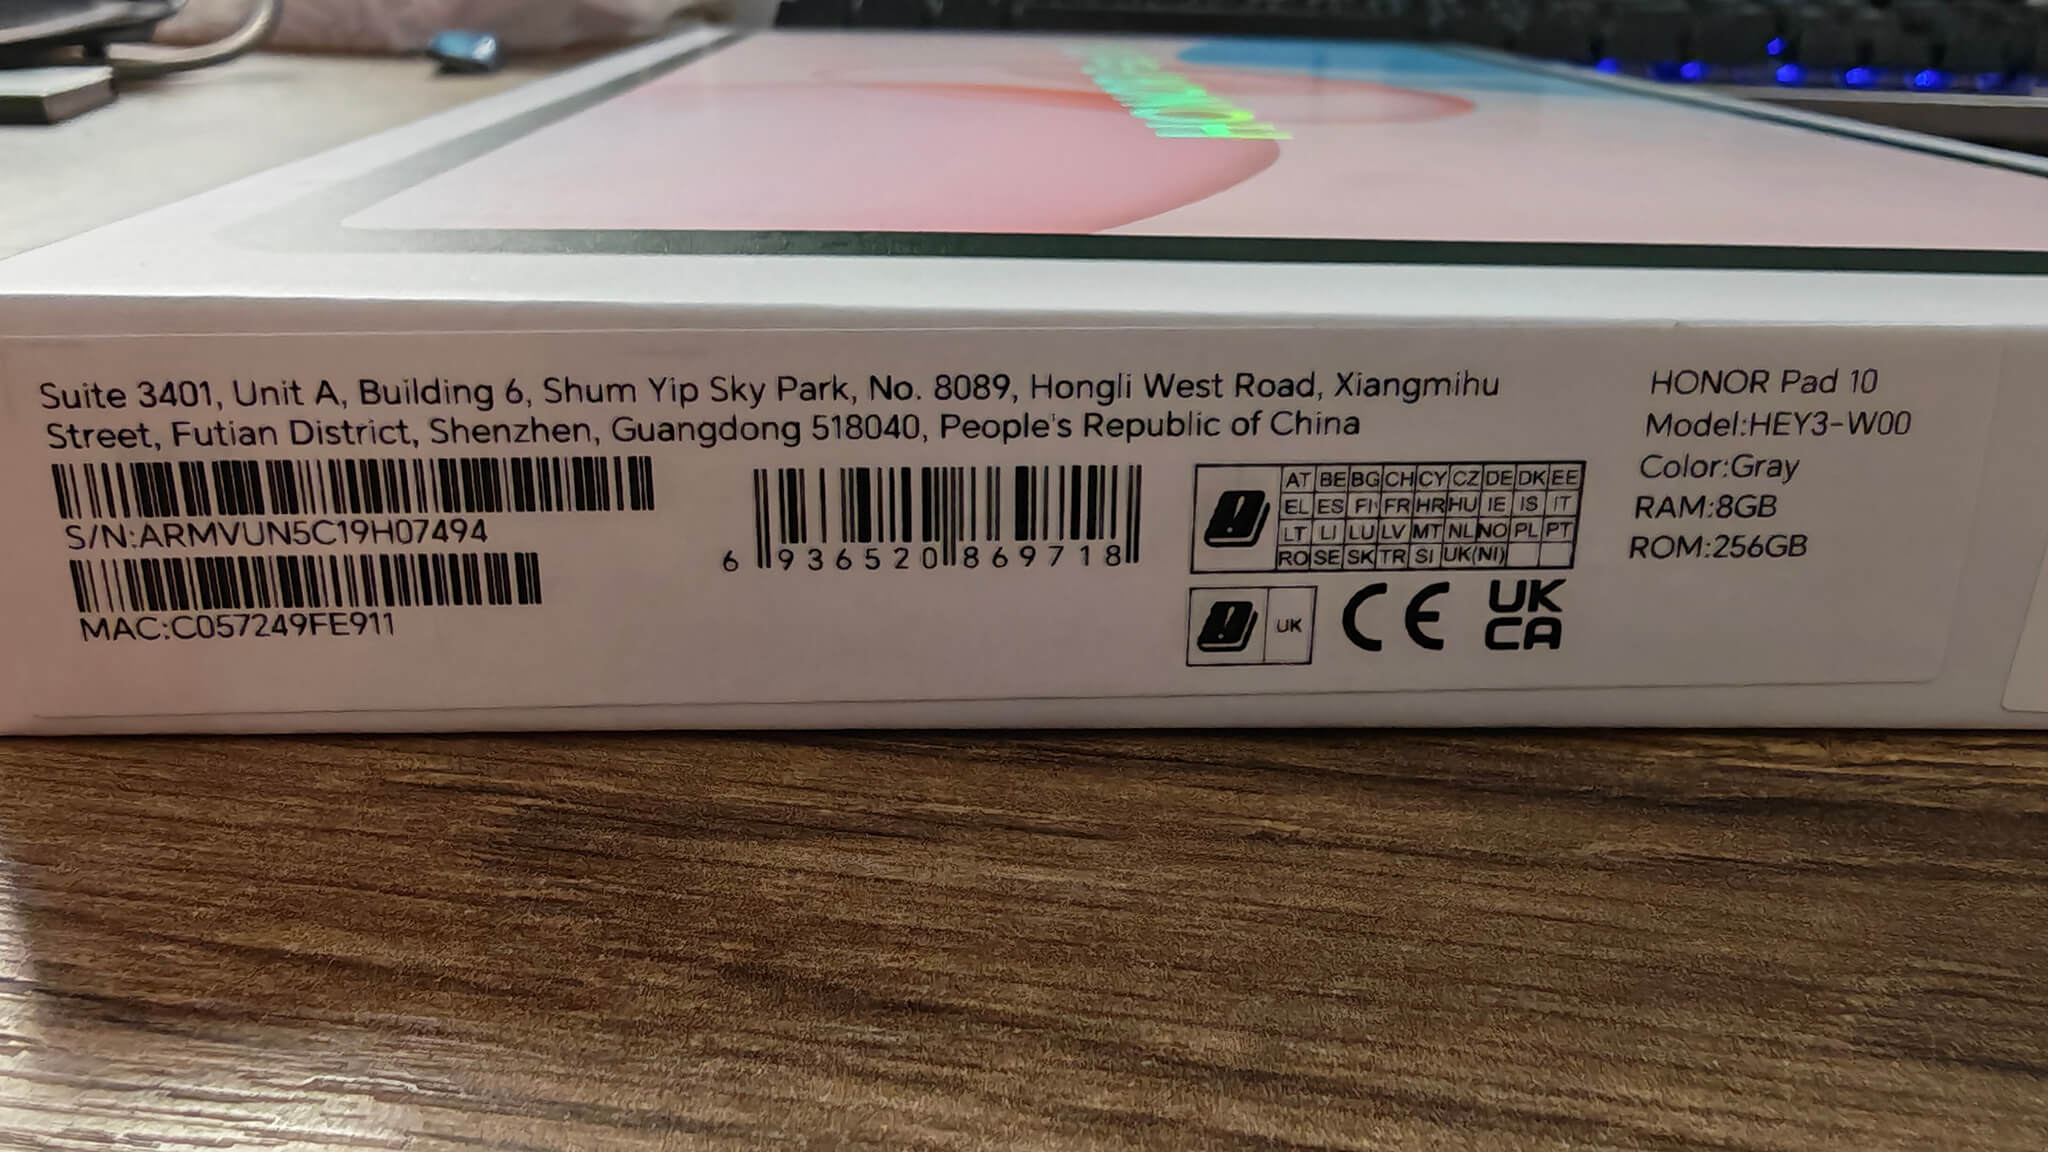 HONOR
Suite 3401, Unit A, Building 6, Shum Yip Sky Park, No. 8089, Hongli West Road, Xiangmihu
Street, Futian District, Shenzhen, Guangdong 518040, People's Republic of China
S/N:ARMVUN5C19H07494
MAC:C057249FE911
6 936520 869718
AT BE BG CH CY CZ DE DK EE
EL ES FI FR HR HU IE IS IT
LT LI LU LV MT NL NO PL PT
RO SE SK TR SI UK(NI)
UK
CE
UK
CA
HONOR Pad 10
Model:HEY3-W00
Color:Gray
RAM:8GB
ROM:256GB